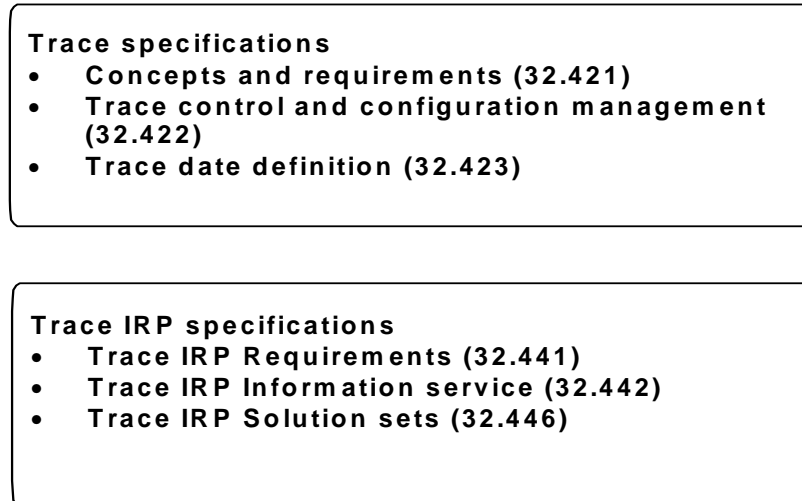 Trace specifications
• Concepts and requirements (32.421)
• Trace control and configuration management
(32.422)
• Trace date definition (32.423)
Trace IRP specifications
• Trace IRP Requirements (32.441)
• Trace IRP Information service (32.442)
• Trace IRP Solution sets (32.446)